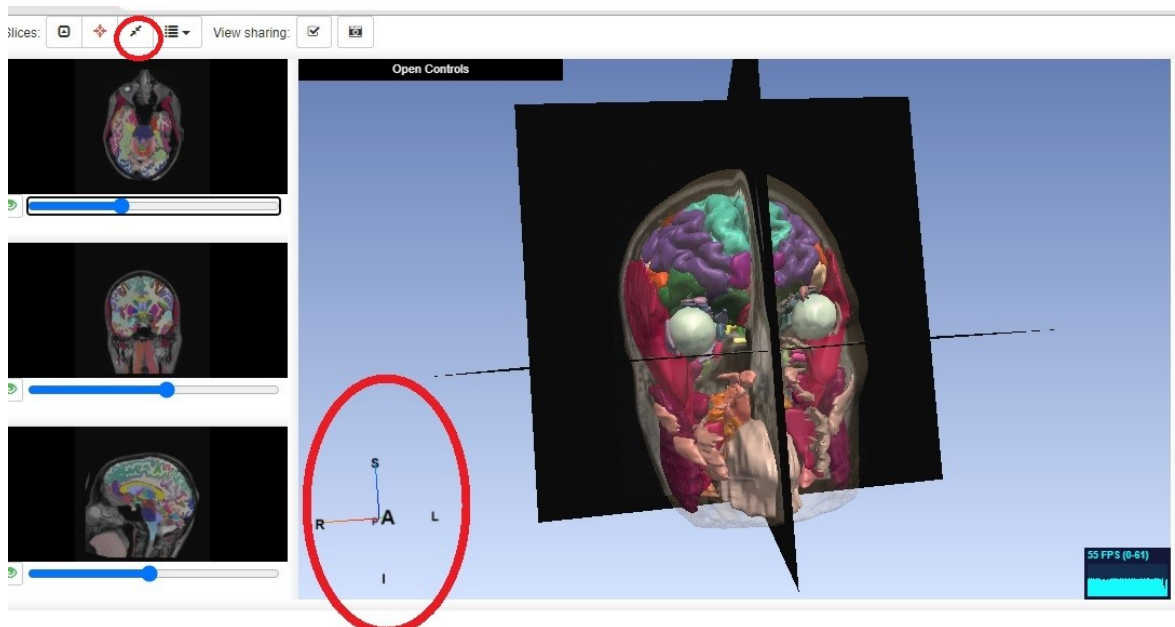 Slices:
View sharing:
Open Controls
S
R
P
A
L
I
55 FPS (0-61)